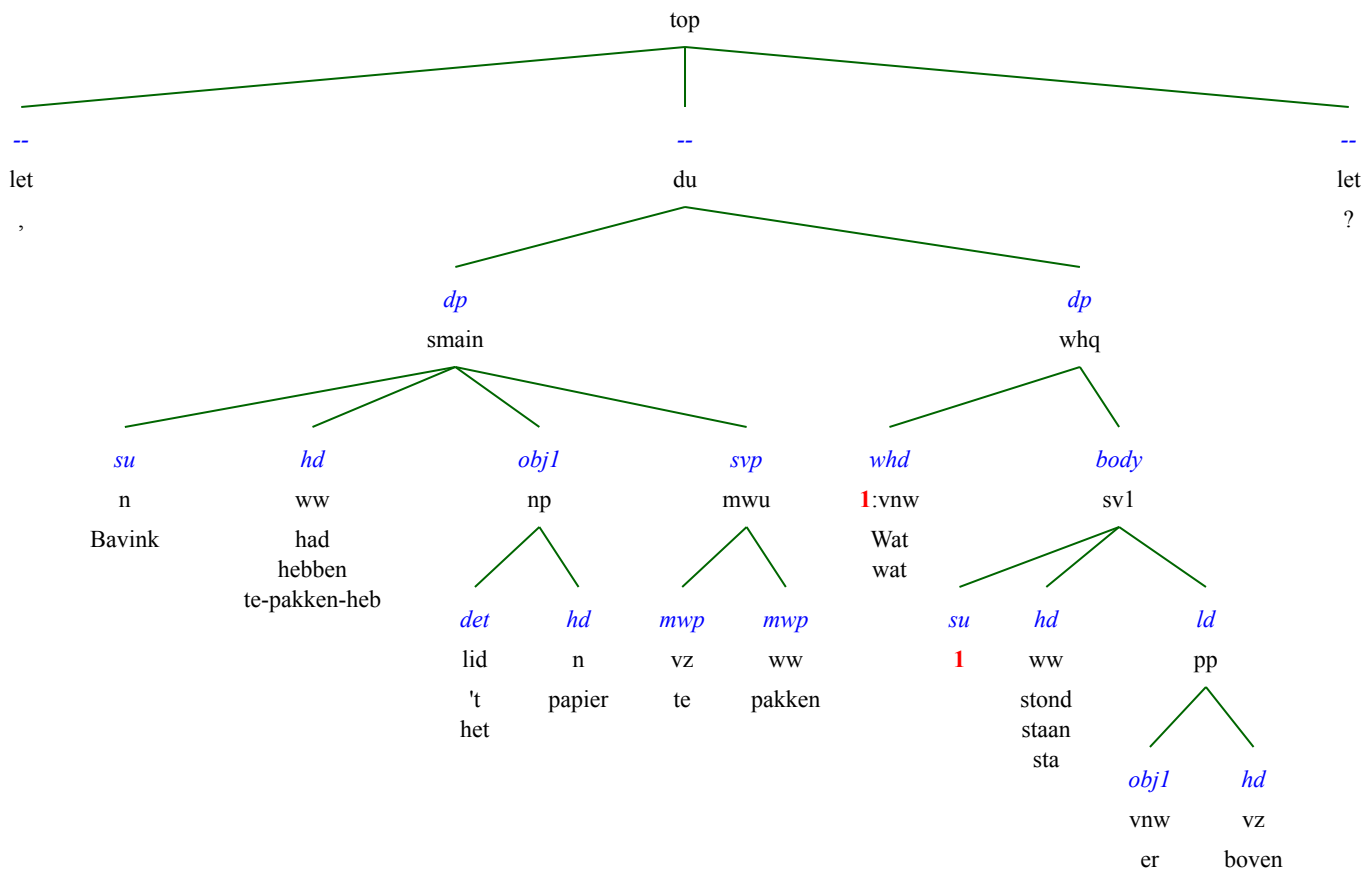 top
-- -- --
let du let
, ?
dp dp
smain whq
su hd obj1 svp whd body
n ww np mwu 1:vnw sv1
Bavink had Wat
hebben wat
te-pakken-heb
det hd mwp mwp su hd ld
lid n vz ww 1 ww pp
't papier te pakken stond
het staan
sta
obj1 hd
vnw vz
er boven